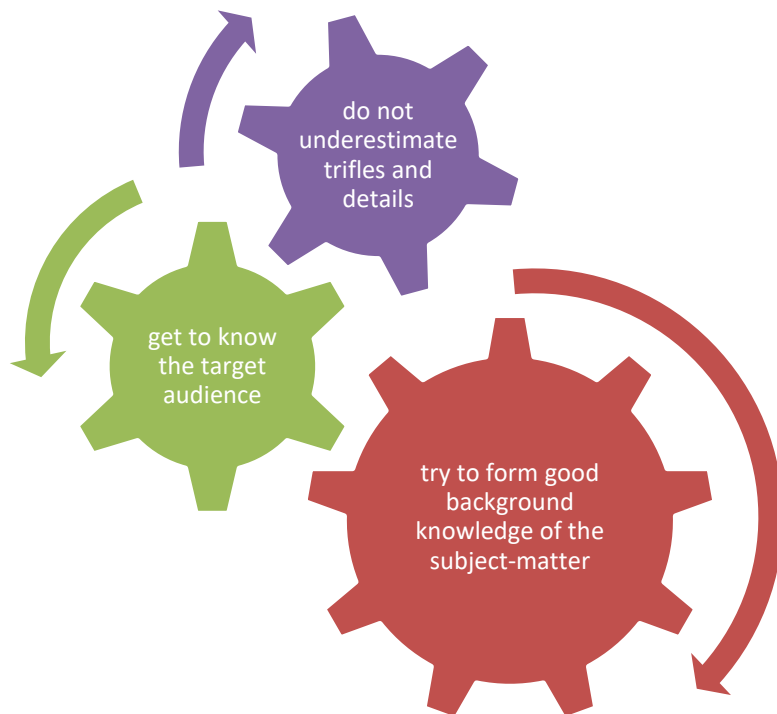 do not
underestimate
trifles and
details
get to know
the target
audience
try to form good
background
knowledge of the
subject-matter